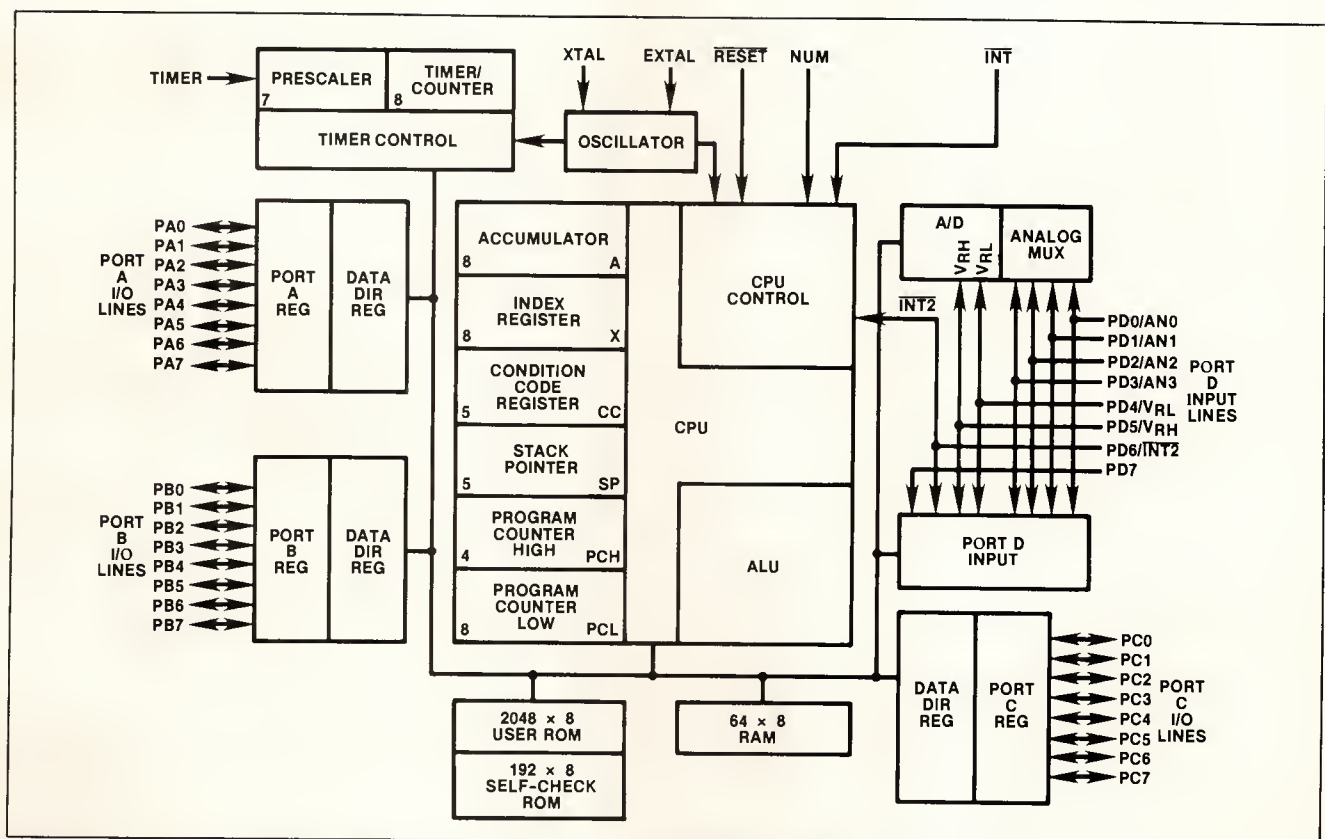 TIMER
PRESCALER
7
TIMER/
COUNTER
8
TIMER CONTROL
XTAL
EXTAL
RESET
NUM
INT
OSCILLATOR
PORT
A
I/O
LINES
PA0
PA1
PA2
PA3
PA4
PA5
PA6
PA7
PORT
A
REG
DATA
DIR
REG
PORT
B
I/O
LINES
PB0
PB1
PB2
PB3
PB4
PB5
PB6
PB7
PORT
B
REG
DATA
DIR
REG
ACCUMULATOR
8 A
INDEX
REGISTER
8 X
CONDITION
CODE
REGISTER
5 CC
STACK
POINTER
5 SP
PROGRAM
COUNTER
HIGH
4 PCH
PROGRAM
COUNTER
LOW
8 PCL
CPU
CONTROL
CPU
ALU
A/D
VRH
VRL
ANALOG
MUX
INT2
PD0/AN0
PD1/AN1
PD2/AN2
PD3/AN3
PD4/VRL
PD5/VRH
PD6/INT2
PD7
PORT
D
INPUT
LINES
PORT D
INPUT
DATA
DIR
REG
PORT
C
REG
PC0
PC1
PC2
PC3
PC4
PC5
PC6
PC7
PORT
C
I/O
LINES
2048 × 8
USER ROM
192 × 8
SELF-CHECK
ROM
64 × 8
RAM